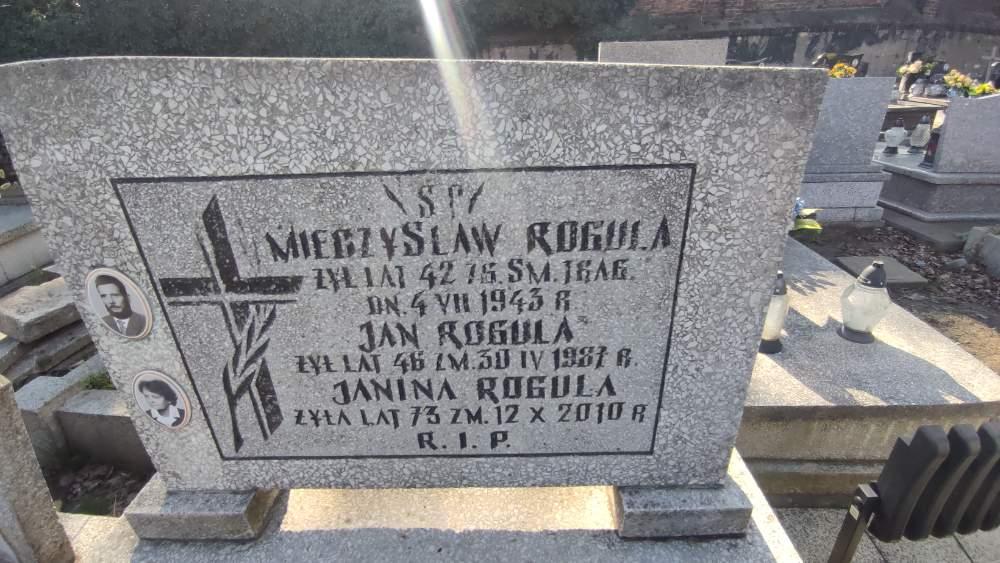 Ś P
MIECZYSŁAW ROGULA
ŻYŁ LAT 42 ZG. ŚM. TRAG.
DN. 4 VII 1943 R
JAN ROGULA
ŻYŁ LAT 46 ZM. 30 IV 1987 R.
JANINA ROGULA
ŻYŁA LAT 73 ZM. 12 X 2010 R
R. I. P.